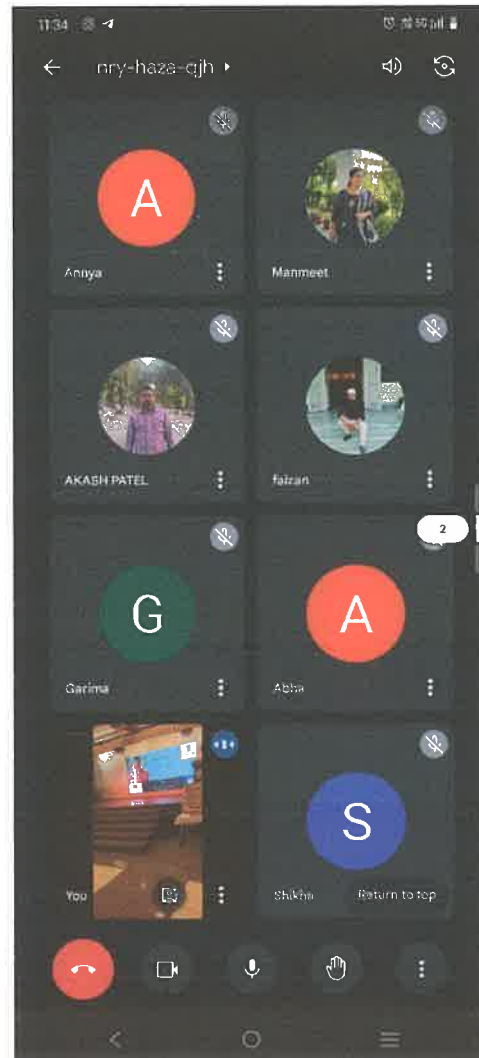 11:34
nry-haza-qjh
A
Annya
Manmeet
AKASH PATEL
faizan
2
G
Garima
A
Abha
You
S
Shikha
Return to top